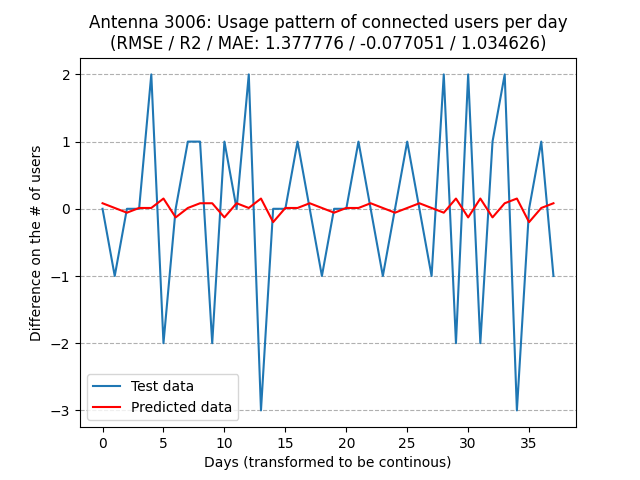 Antenna 3006: Usage pattern of connected users per day
(RMSE / R2 / MAE: 1.377776 / -0.077051 / 1.034626)
2
1
0
−1
−2
−3
Difference on the # of users
Test data
Predicted data
0 5 10 15 20 25 30 35
Days (transformed to be continous)